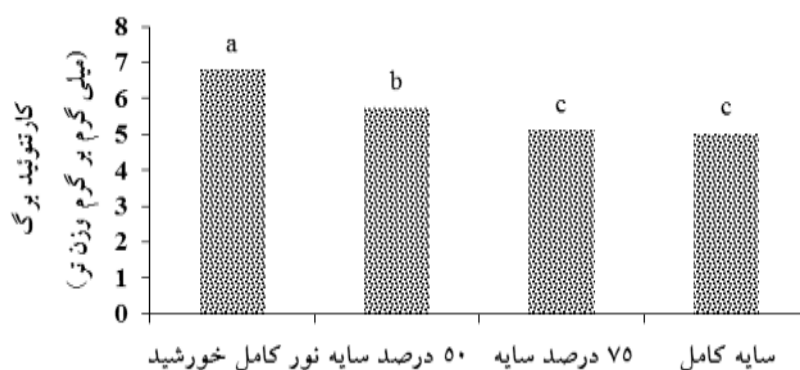 کارتنوئید برگ
(میلی گرم بر گرم وزن تر)
8
7
6
5
4
3
2
1
0
a
b
c
c
نور کامل خورشید
۵۰ درصد سایه
۷۵ درصد سایه
سایه کامل